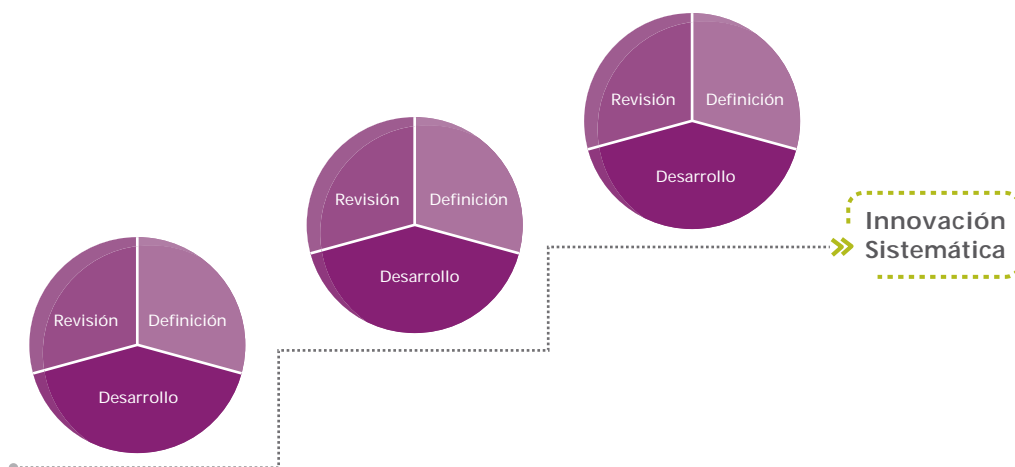 Revisión
Definición
Desarrollo
Revisión
Definición
Desarrollo
Revisión
Definición
Desarrollo
Innovación
Sistemática